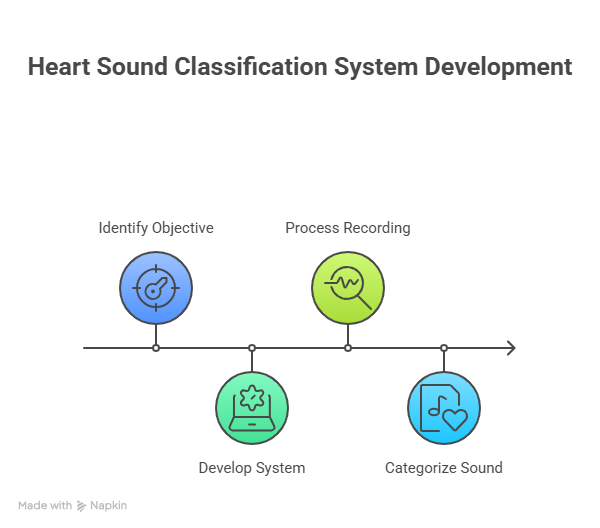 Heart Sound Classification System Development
Identify Objective
Process Recording
Develop System
Categorize Sound
Made with Napkin